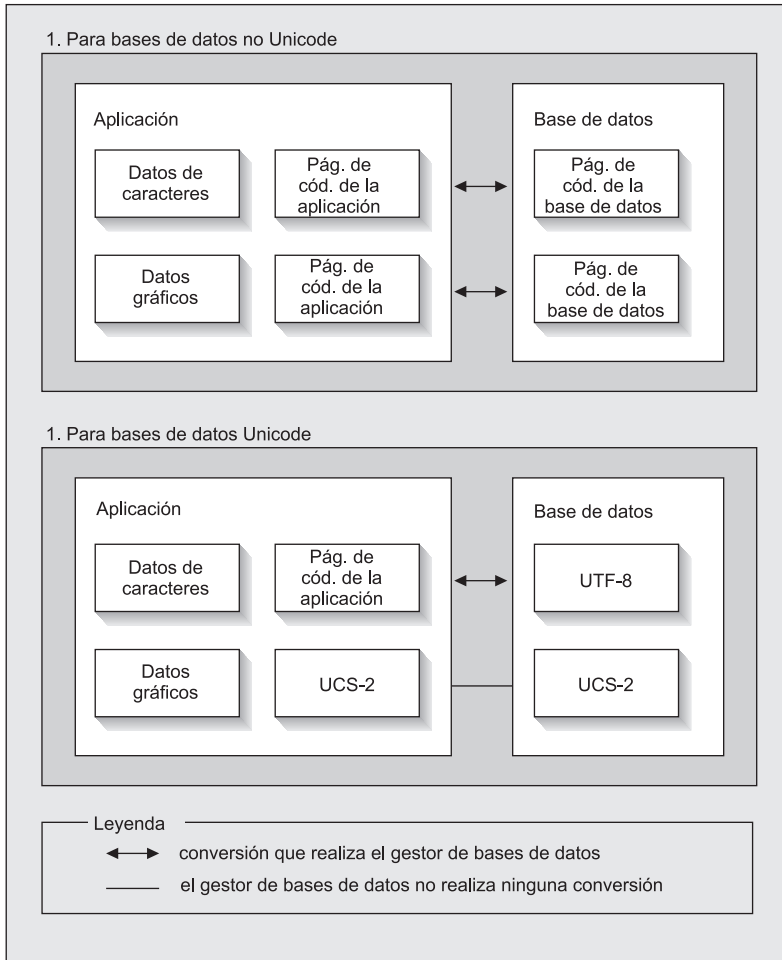 1. Para bases de datos no Unicode
Aplicación
Base de datos
Datos de
caracteres
Pág. de
cód. de la
aplicación
Pág. de
cód. de la
base de datos
Datos
gráficos
Pág. de
cód. de la
aplicación
Pág. de
cód. de la
base de datos
1. Para bases de datos Unicode
Aplicación
Base de datos
Datos de
caracteres
Pág. de
cód. de la
aplicación
UTF-8
Datos
gráficos
UCS-2
UCS-2
Leyenda
conversión que realiza el gestor de bases de datos
el gestor de bases de datos no realiza ninguna conversión